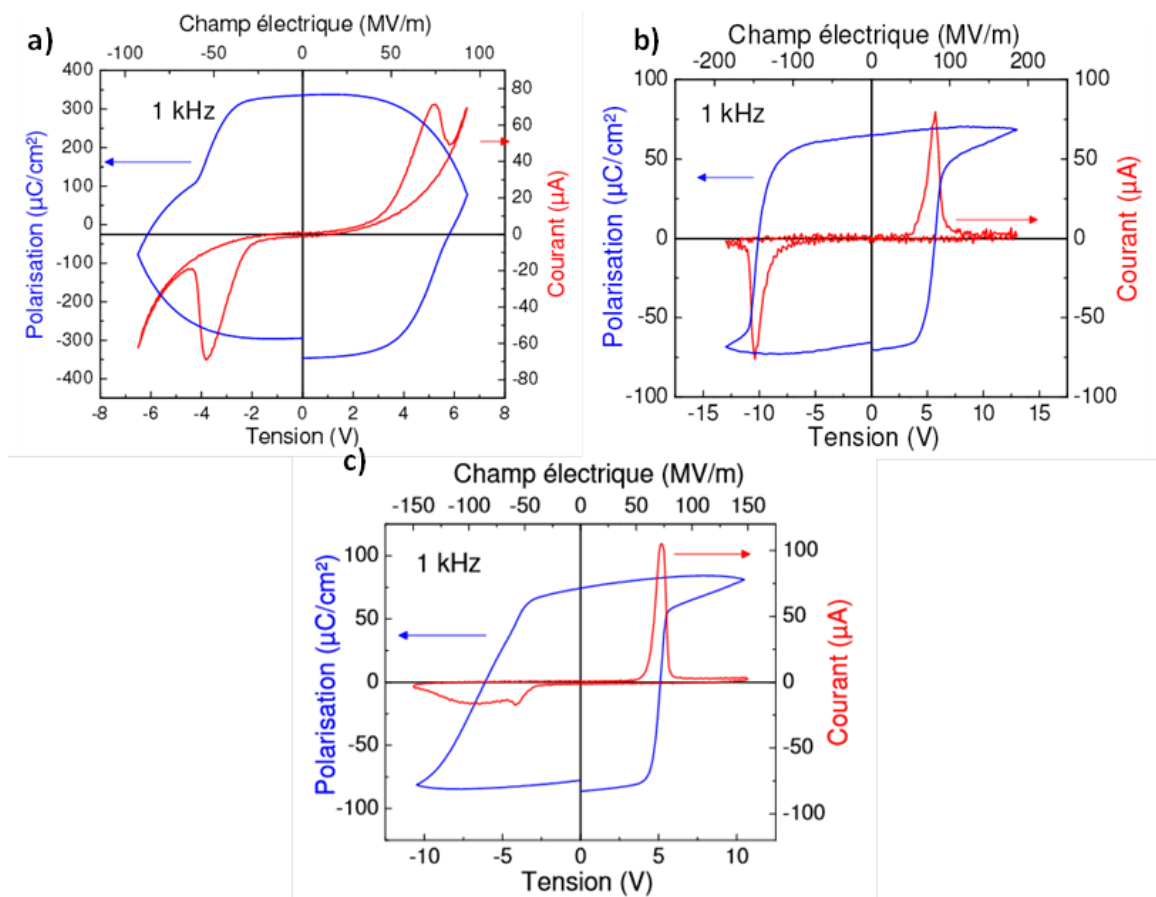 a)
Champ électrique (MV/m)
-100 -50 0 50 100
400
300
200
100
0
-100
-200
-300
-400
Polarisation (µC/cm²)
1 kHz
80
60
40
20
0
-20
-40
-60
-80
Courant (µA)
-8 -6 -4 -2 0 2 4 6 8
Tension (V)
b)
Champ électrique (MV/m)
-200 -100 0 100 200
100
50
0
-50
-100
Polarisation (µC/cm²)
1 kHz
100
50
0
-50
-100
Courant (µA)
-15 -10 -5 0 5 10 15
Tension (V)
c)
Champ électrique (MV/m)
-150 -100 -50 0 50 100 150
100
50
0
-50
-100
Polarisation (µC/cm²)
1 kHz
100
50
0
-50
-100
Courant (µA)
-10 -5 0 5 10
Tension (V)